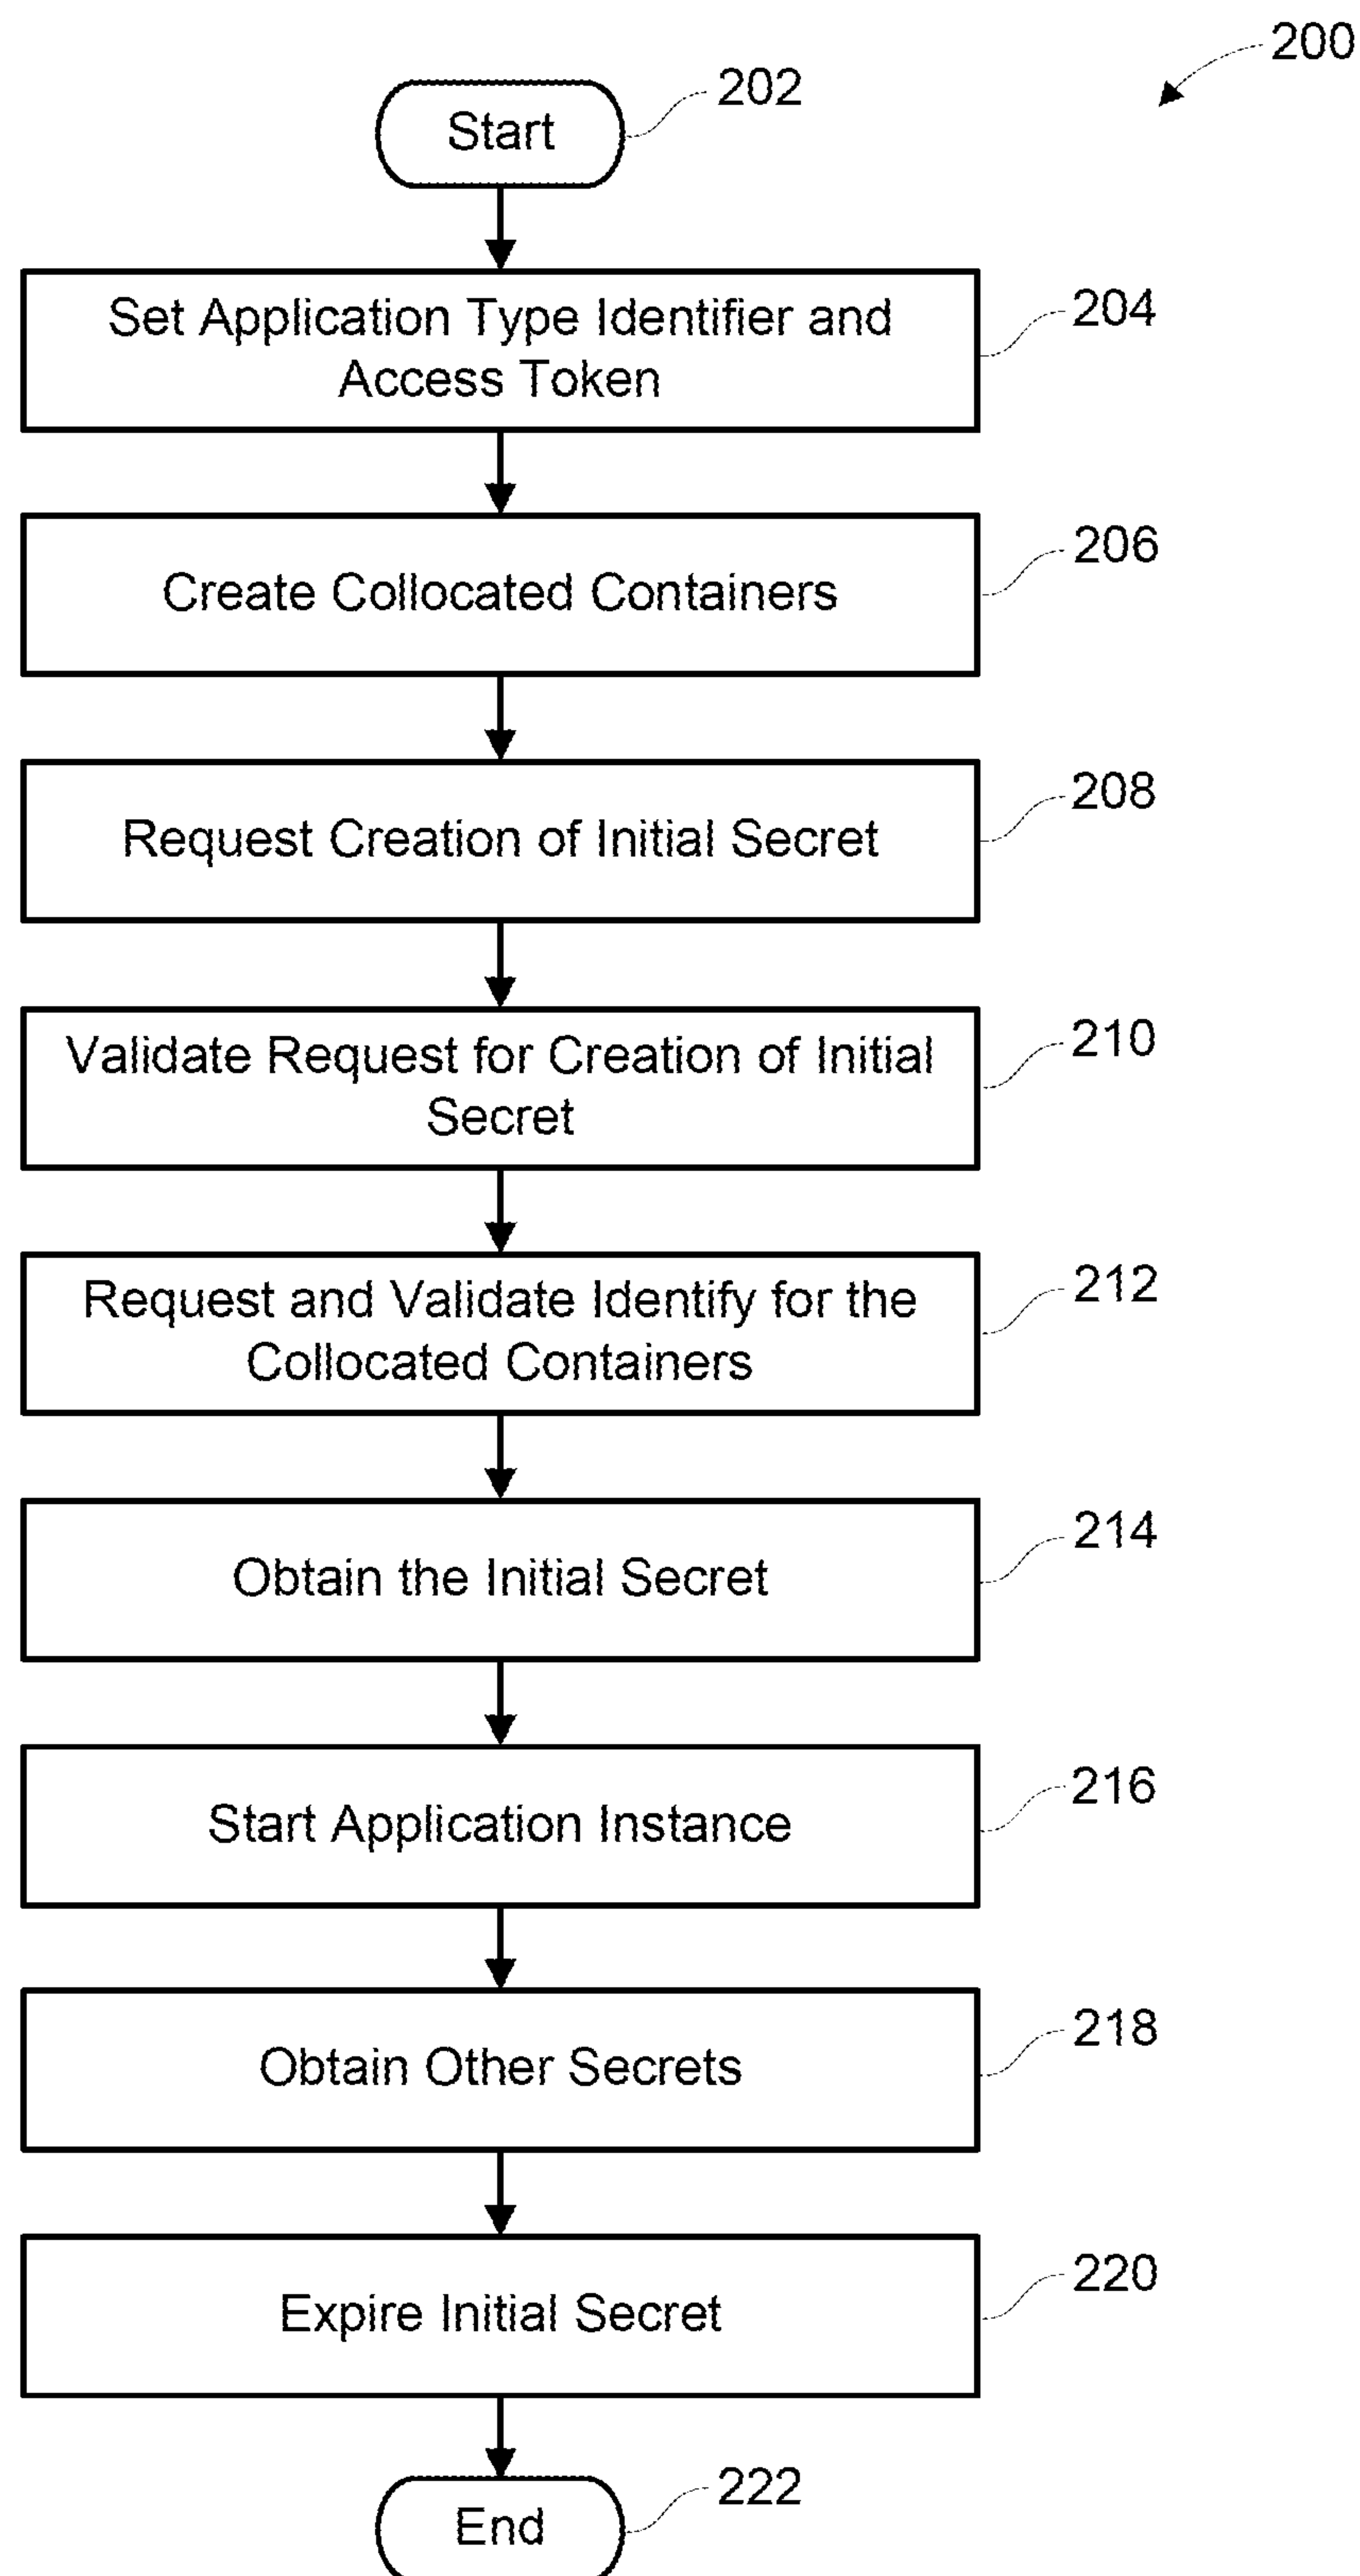 200
Start
202
Set Application Type Identifier and
Access Token
204
Create Collocated Containers
206
Request Creation of Initial Secret
208
Validate Request for Creation of Initial
Secret
210
Request and Validate Identify for the
Collocated Containers
212
Obtain the Initial Secret
214
Start Application Instance
216
Obtain Other Secrets
218
Expire Initial Secret
220
End
222